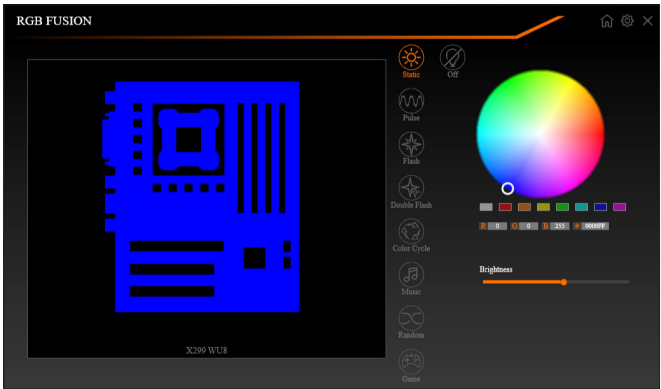 RGB FUSION
Static
Off
Pulse
Flash
Double Flash
Color Cycle
Music
Random
Game
X299 WU8
R 0 G 0 B 255 # 0000FF
Brightness